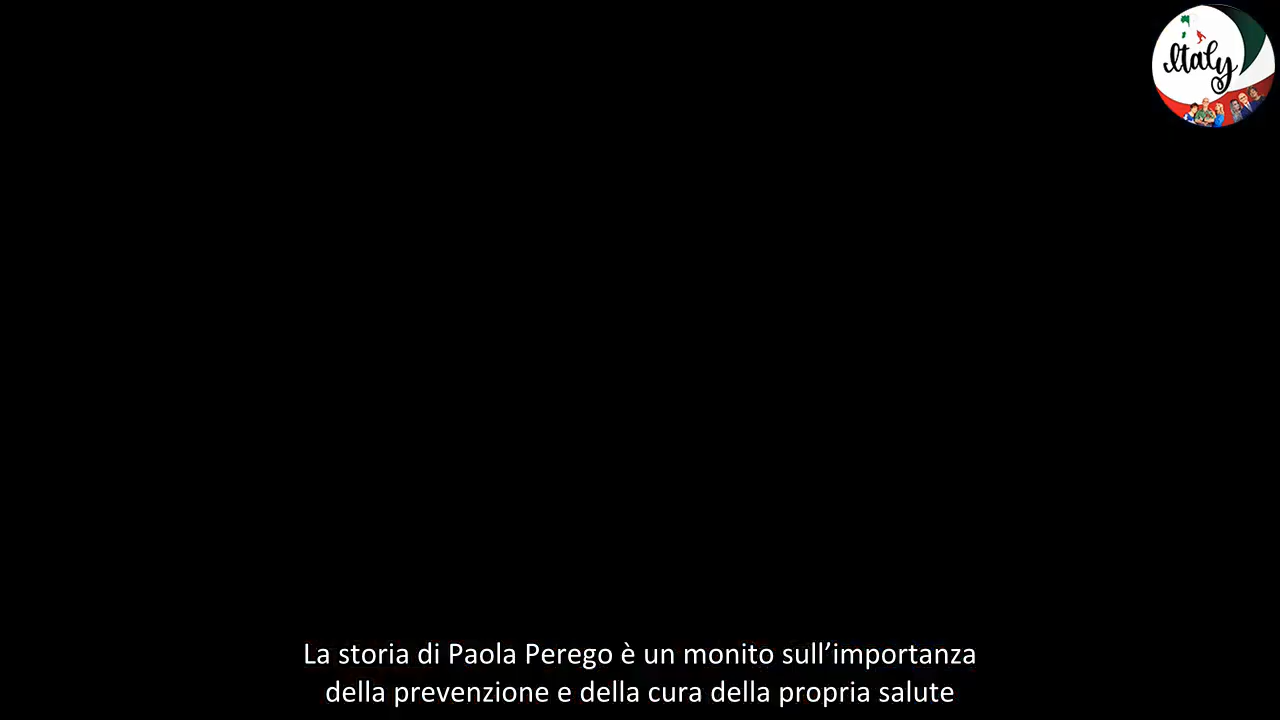 Italy
La storia di Paola Perego è un monito sull’importanza
della prevenzione e della cura della propria salute